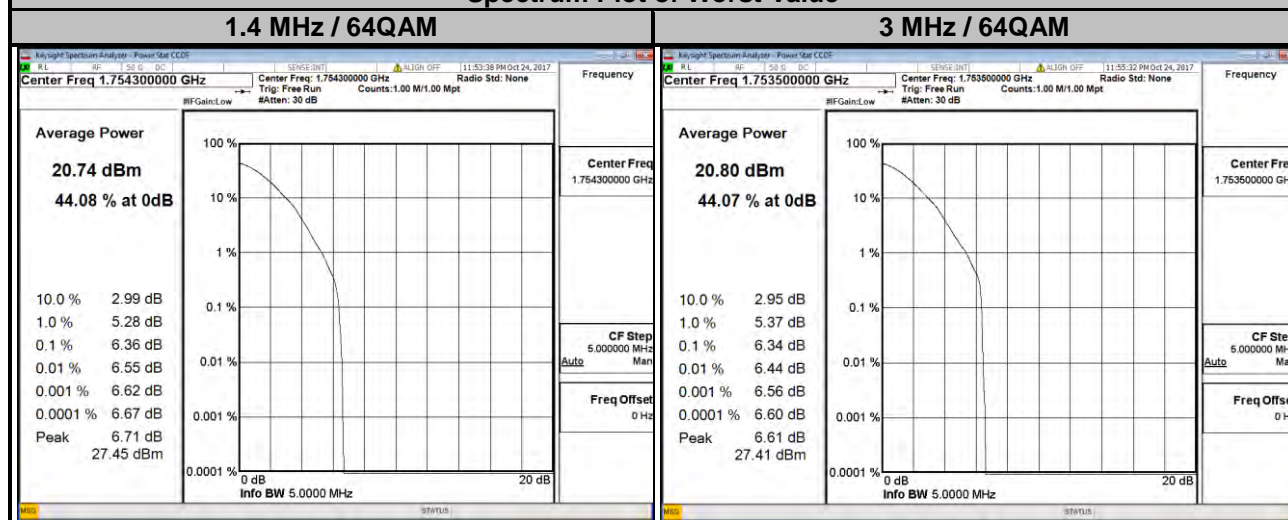 Spectrum Plot of Worst Value
1.4 MHz / 64QAM
3 MHz / 64QAM
Keysight Spectrum Analyzer - Power Stat CCDF
RL RF 50 Ω DC SENSE:INT ALIGN OFF 11:53:38 PM Oct 24, 2017
Center Freq 1.754300000 GHz
Center Freq: 1.754300000 GHz
Radio Std: None
Trig: Free Run
Counts:1.00 M/1.00 Mpt
#IFGain:Low
#Atten: 30 dB
Frequency
Average Power
20.74 dBm
44.08 % at 0dB
10.0 % 2.99 dB
1.0 % 5.28 dB
0.1 % 6.36 dB
0.01 % 6.55 dB
0.001 % 6.62 dB
0.0001 % 6.67 dB
Peak 6.71 dB
27.45 dBm
100 %
10 %
1 %
0.1 %
0.01 %
0.001 %
0.0001 %
0 dB
20 dB
Info BW 5.0000 MHz
Center Freq
1.754300000 GHz
CF Step
5.000000 MHz
Auto Man
Freq Offset
0 Hz
MSG
STATUS
Keysight Spectrum Analyzer - Power Stat CCDF
RL RF 50 Ω DC SENSE:INT ALIGN OFF 11:55:32 PM Oct 24, 2017
Center Freq 1.753500000 GHz
Center Freq: 1.753500000 GHz
Radio Std: None
Trig: Free Run
Counts:1.00 M/1.00 Mpt
#IFGain:Low
#Atten: 30 dB
Frequency
Average Power
20.80 dBm
44.07 % at 0dB
10.0 % 2.95 dB
1.0 % 5.37 dB
0.1 % 6.34 dB
0.01 % 6.44 dB
0.001 % 6.56 dB
0.0001 % 6.60 dB
Peak 6.61 dB
27.41 dBm
100 %
10 %
1 %
0.1 %
0.01 %
0.001 %
0.0001 %
0 dB
20 dB
Info BW 5.0000 MHz
Center Fre
1.753500000 GH
CF Ste
5.000000 MH
Auto Ma
Freq Offse
0 H
MSG
STATUS